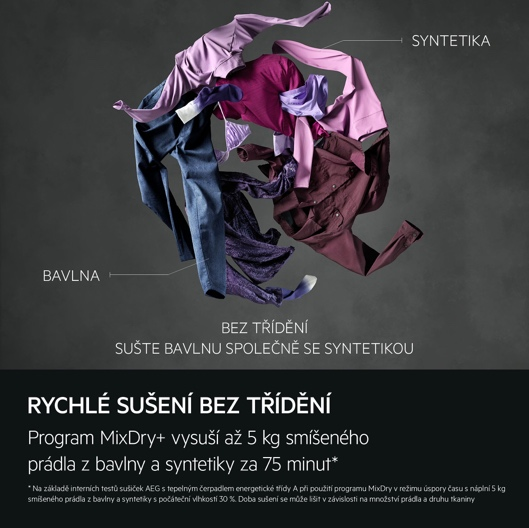 SYNTETIKA
BAVLNA
BEZ TŘÍDĚNÍ
SUŠTE BAVLNU SPOLEČNĚ SE SYNTETIKOU
RYCHLÉ SUŠENÍ BEZ TŘÍDĚNÍ
Program MixDry+ vysuší až 5 kg smíšeného
prádla z bavlny a syntetiky za 75 minut*
* Na základě interních testů sušiček AEG s tepelným čerpadlem energetické třídy A při použití programu MixDry v režimu úspory času s náplní 5 kg
smíšeného prádla z bavlny a syntetiky s počáteční vlhkostí 30 %. Doba sušení se může lišit v závislosti na množství prádla a druhu tkaniny